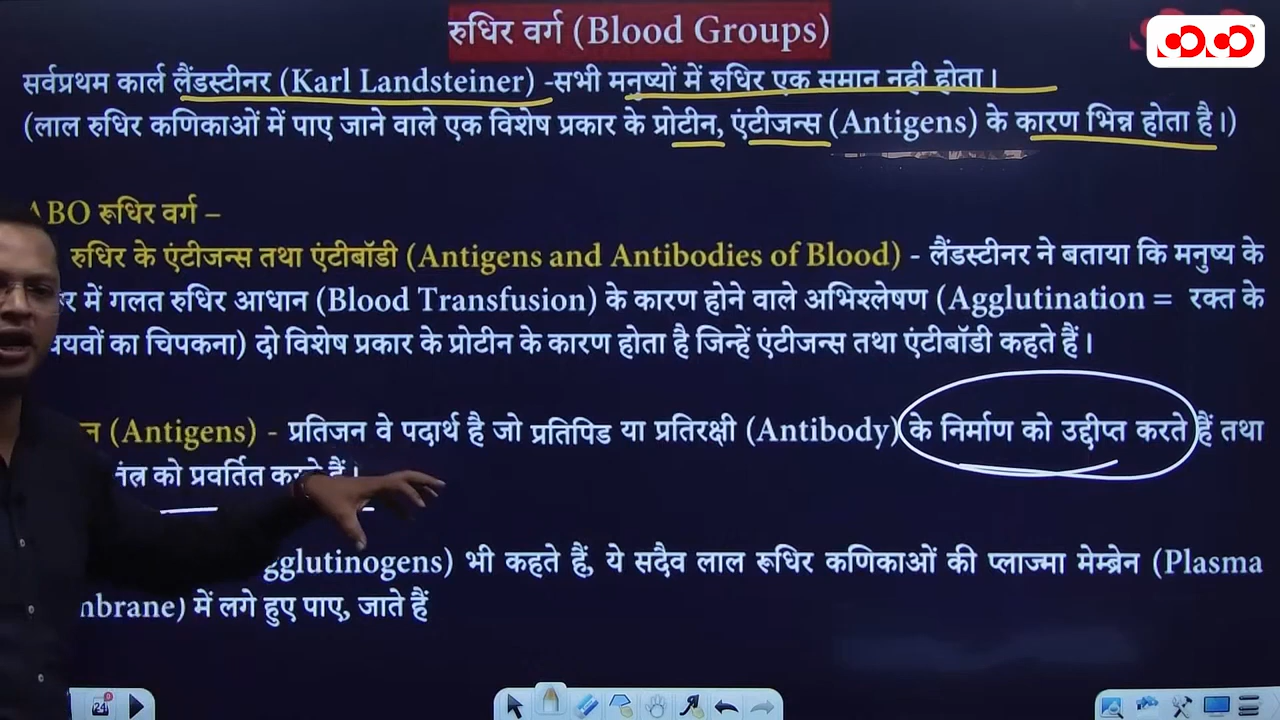 रुधिर वर्ग (Blood Groups)
सर्वप्रथम कार्ल लैंडस्टीनर (Karl Landsteiner) -सभी मनुष्यों में रुधिर एक समान नही होता।
(लाल रुधिर कणिकाओं में पाए जाने वाले एक विशेष प्रकार के प्रोटीन, एंटीजन्स (Antigens) के कारण भिन्न होता है।)
ABO रूधिर वर्ग –
रुधिर के एंटीजन्स तथा एंटीबॉडी (Antigens and Antibodies of Blood) - लैंडस्टीनर ने बताया कि मनुष्य के
में गलत रुधिर आधान (Blood Transfusion) के कारण होने वाले अभिश्लेषण (Agglutination = रक्त के
का चिपकना) दो विशेष प्रकार के प्रोटीन के कारण होता है जिन्हें एंटीजन्स तथा एंटीबॉडी कहते हैं।
(Antigens) - प्रतिजन वे पदार्थ है जो प्रतिपिड या प्रतिरक्षी (Antibody) के निर्माण को उद्दीप्त करते हैं तथा
को प्रवर्तित करते हैं।
भी कहते हैं, ये सदैव लाल रूधिर कणिकाओं की प्लाज्मा मेम्ब्रेन (Plasma
में लगे हुए पाए, जाते हैं
24